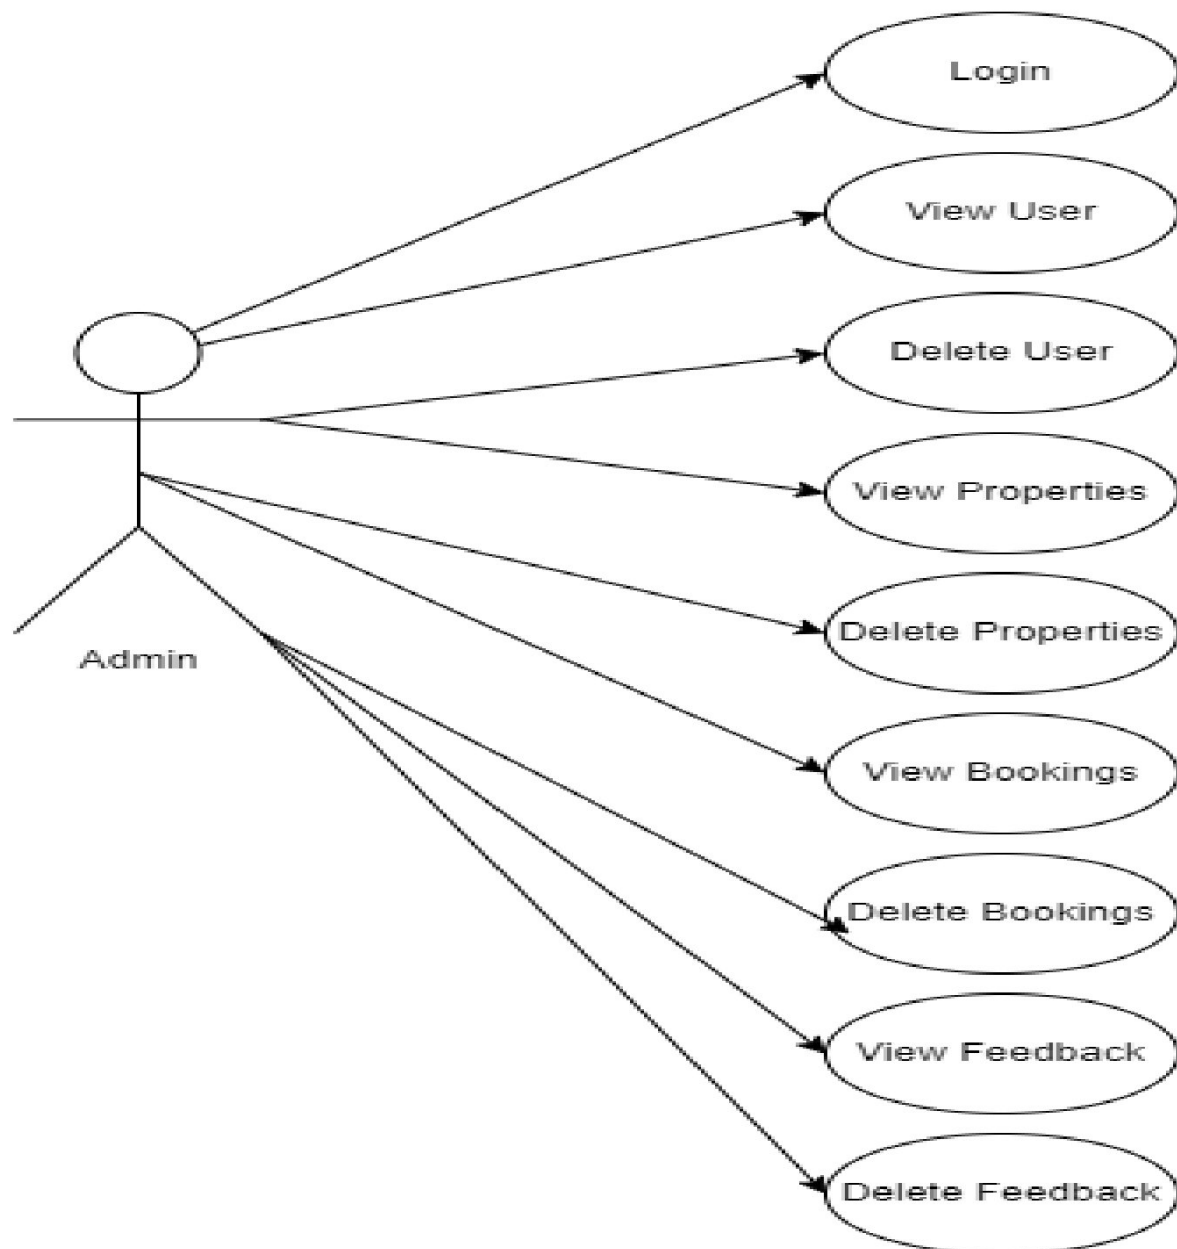 Login
View User
Delete User
View Properties
Delete Properties
Admin
View Bookings
Delete Bookings
View Feedback
Delete Feedback